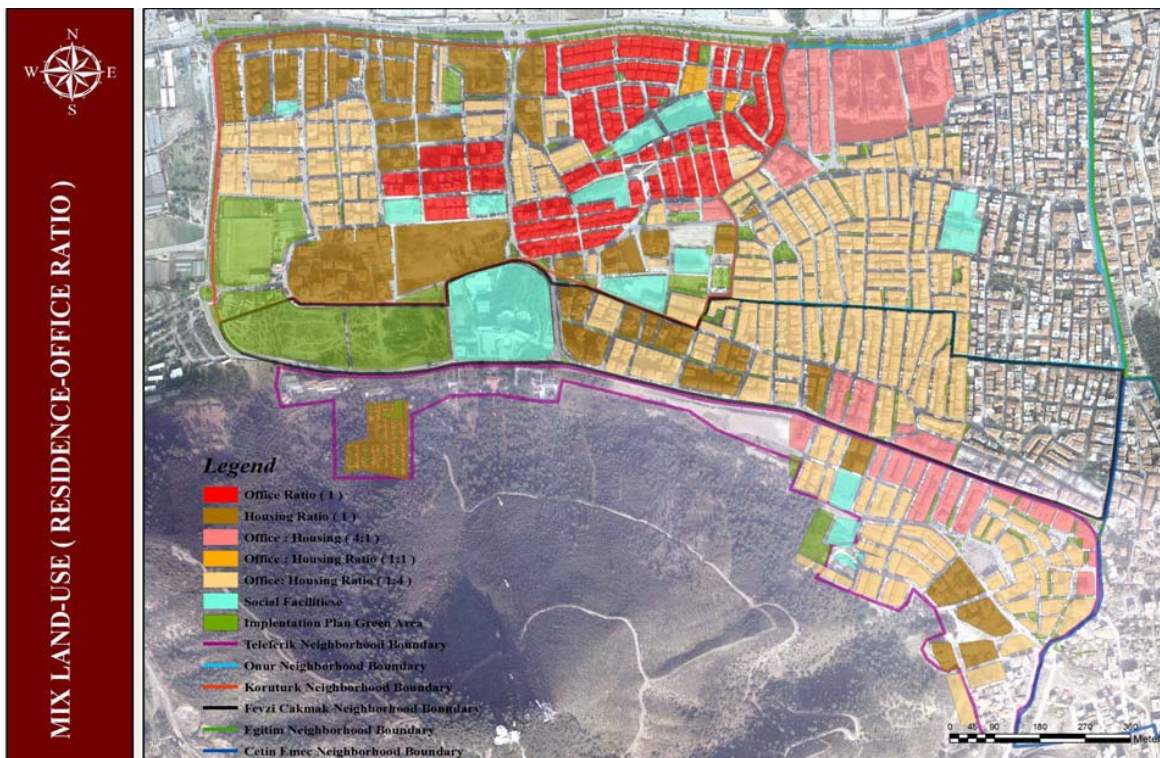 MIX LAND-USE ( RESIDENCE-OFFICE RATIO )
N
W
E
S
Legend
Office Ratio ( 1 )
Housing Ratio ( 1 )
Office : Housing ( 4:1 )
Office : Housing Ratio ( 1:1 )
Office: Housing Ratio ( 1:4 )
Social Facilitiese
Implentation Plan Green Area
Teleferik Neighborhood Boundary
Onur Neighborhood Boundary
Koruturk Neighborhood Boundary
Fevzi Cakmak Neighborhood Boundary
Egitim Neighborhood Boundary
Cetin Emec Neighborhood Boundary
0 45 90 180 270 360
Meter